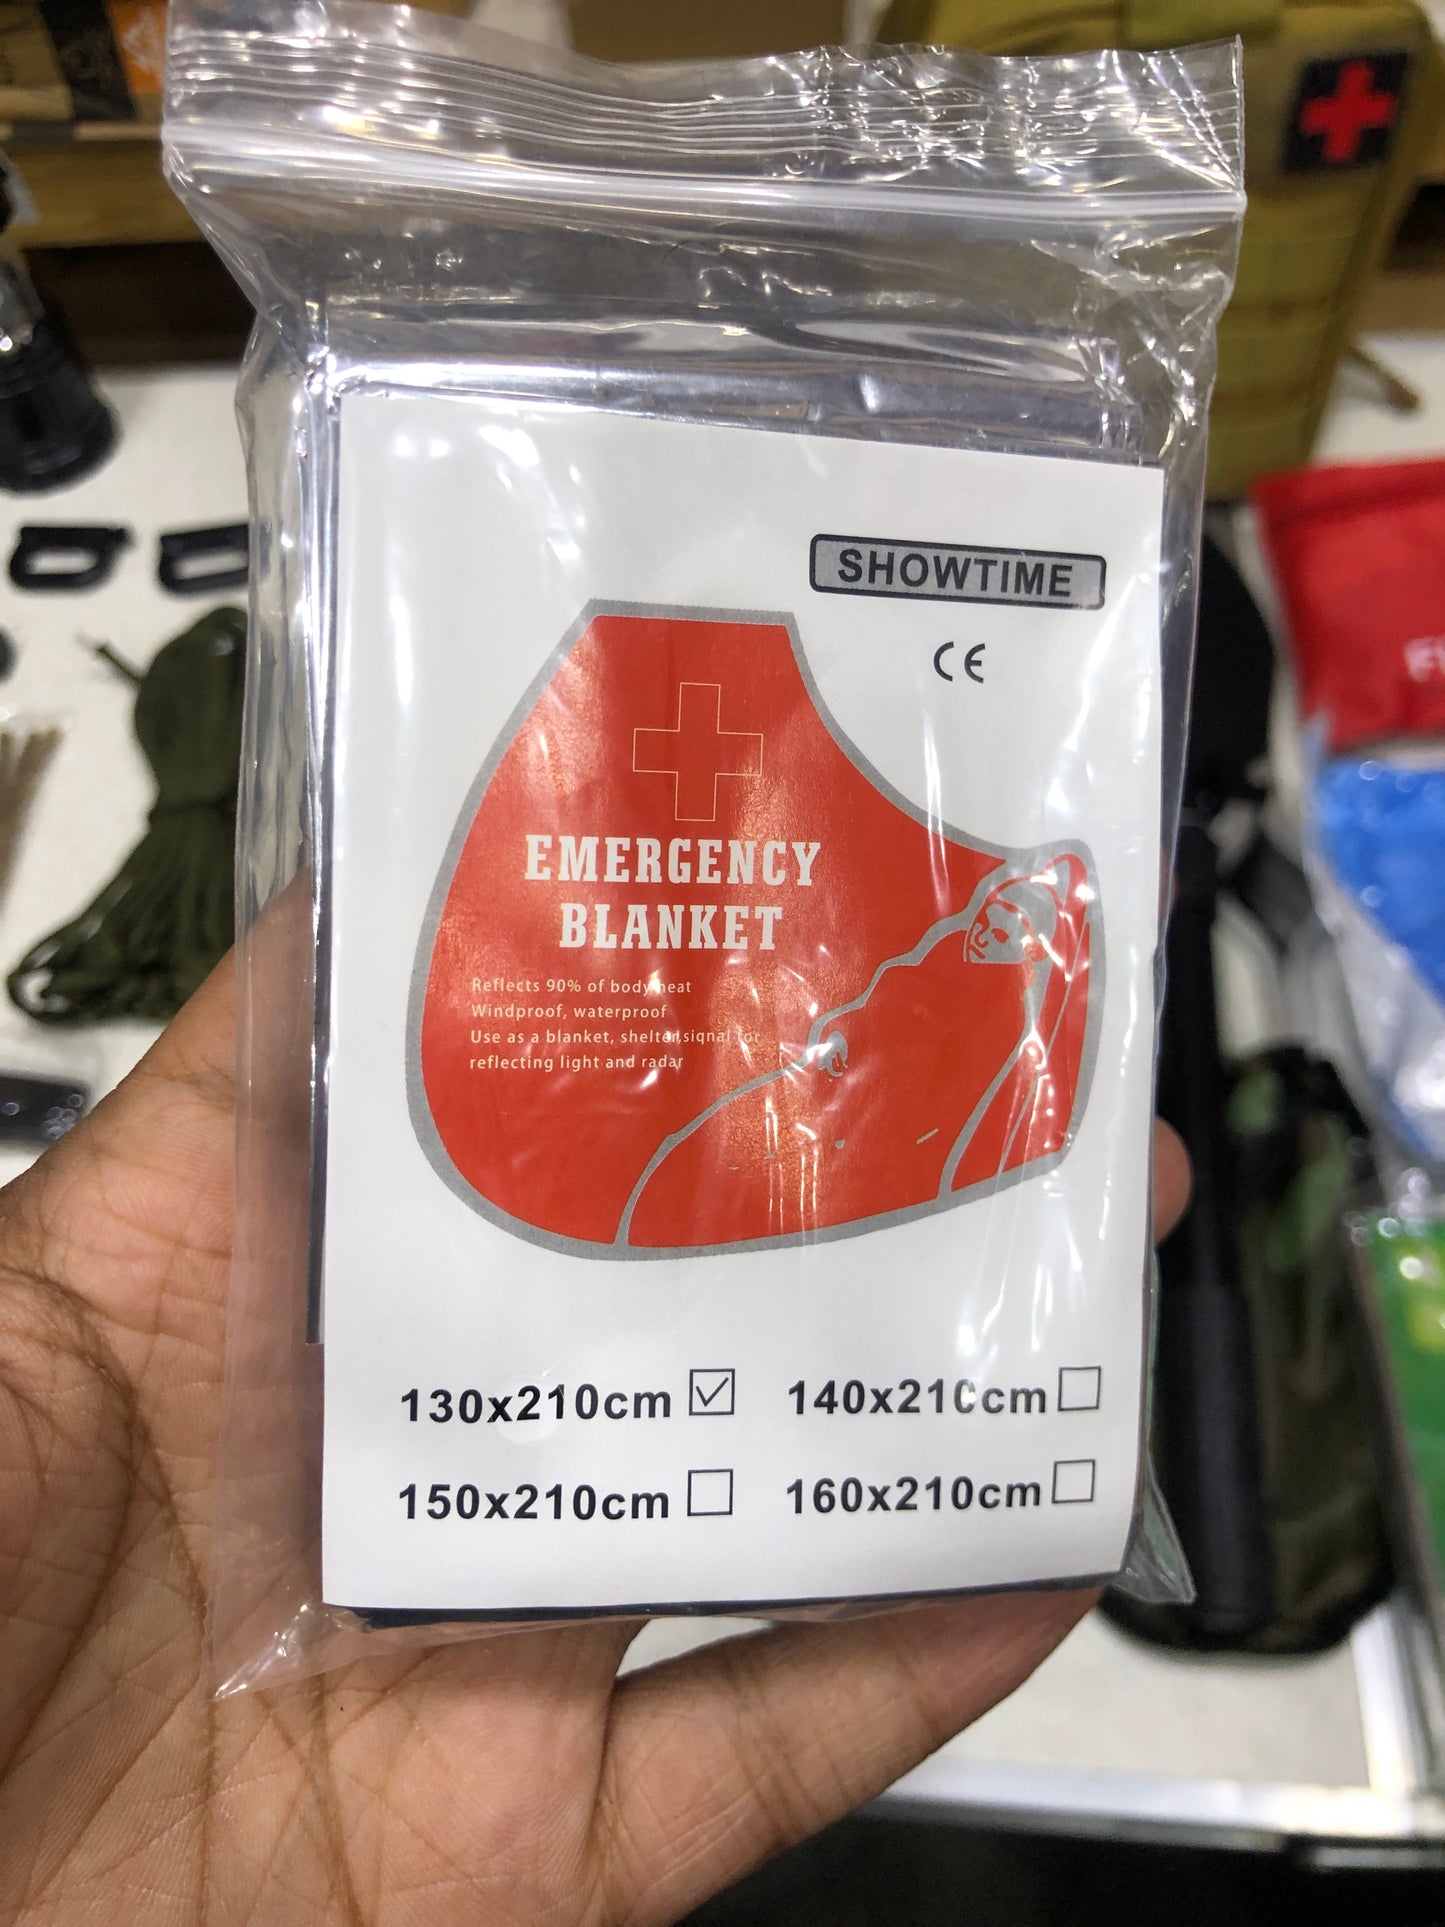 SHOWTIME
CE
EMERGENCY
BLANKET
Reflects 90% of body heat
Windproof, waterproof
Use as a blanket, shelter,signal for
reflecting light and radar
130x210cm 140x210cm
150x210cm 160x210cm